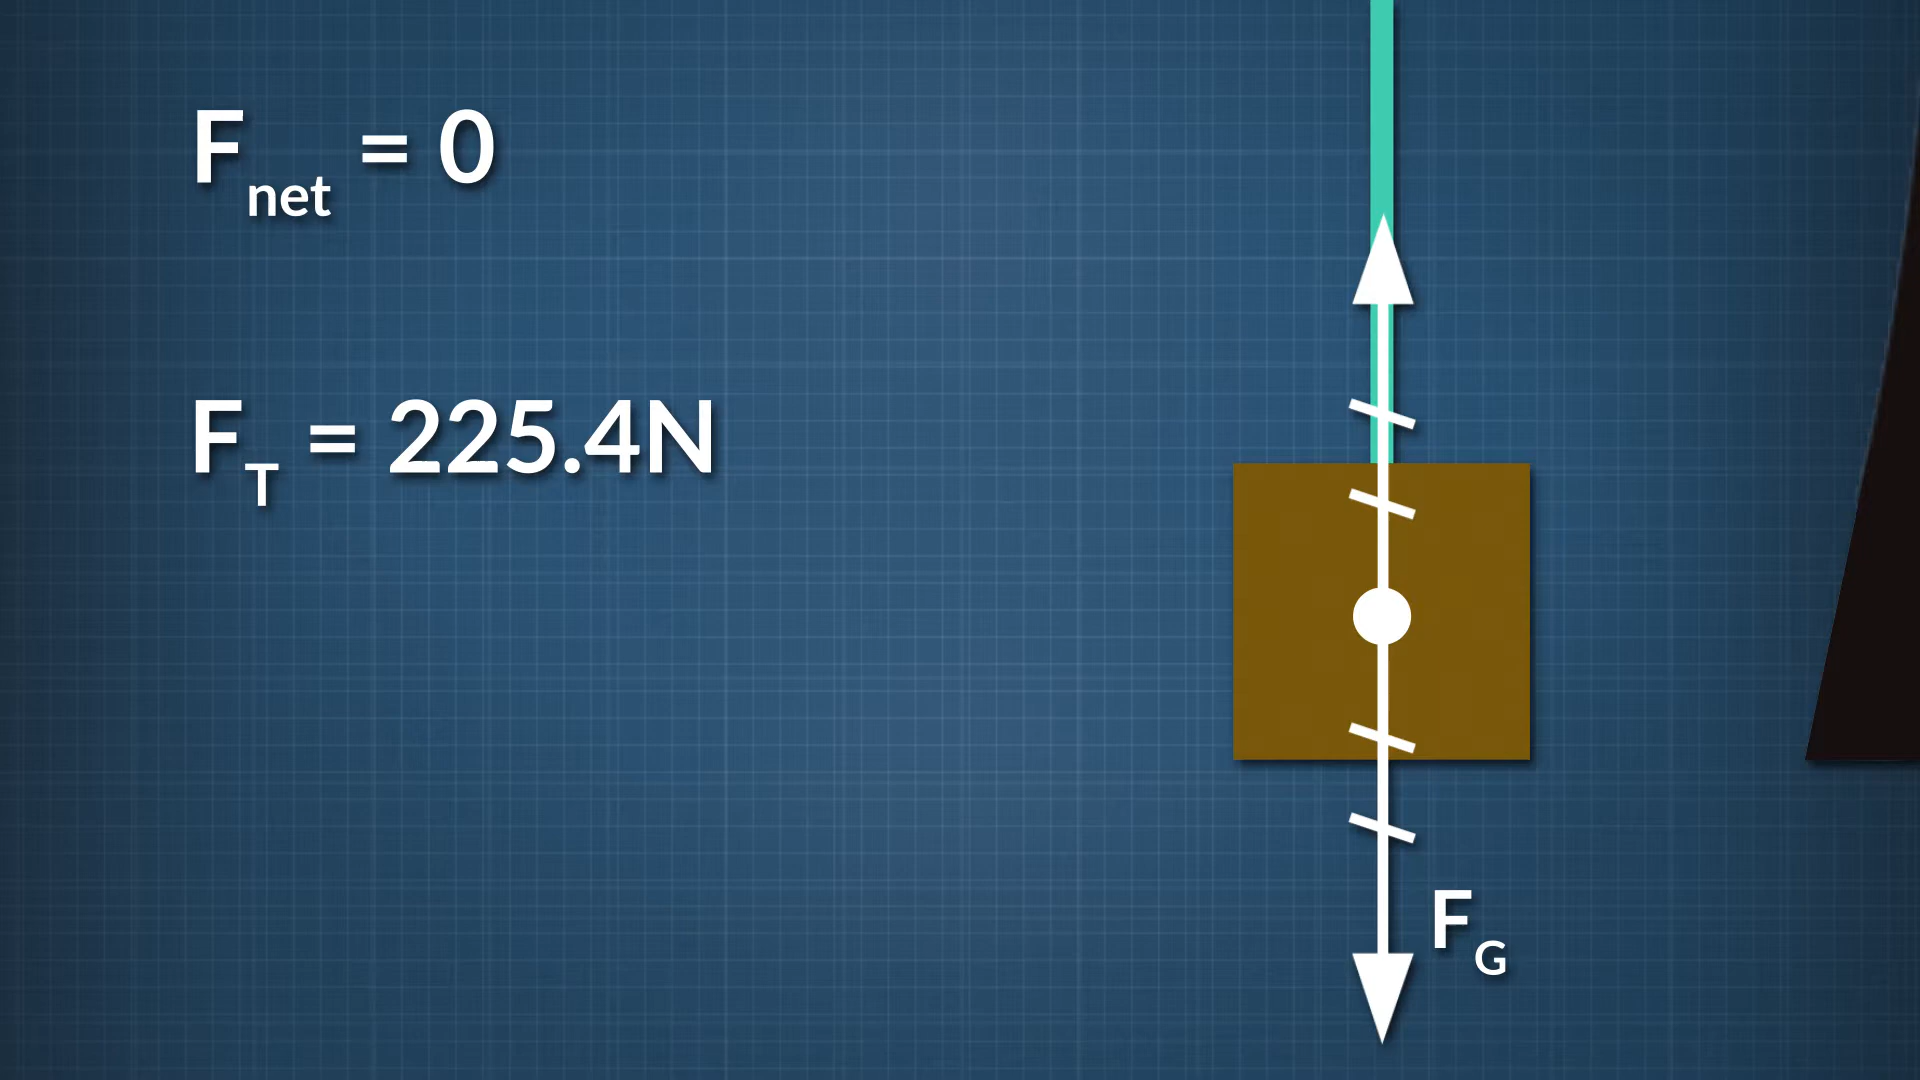 Fnet = 0
FT = 225.4N
FG